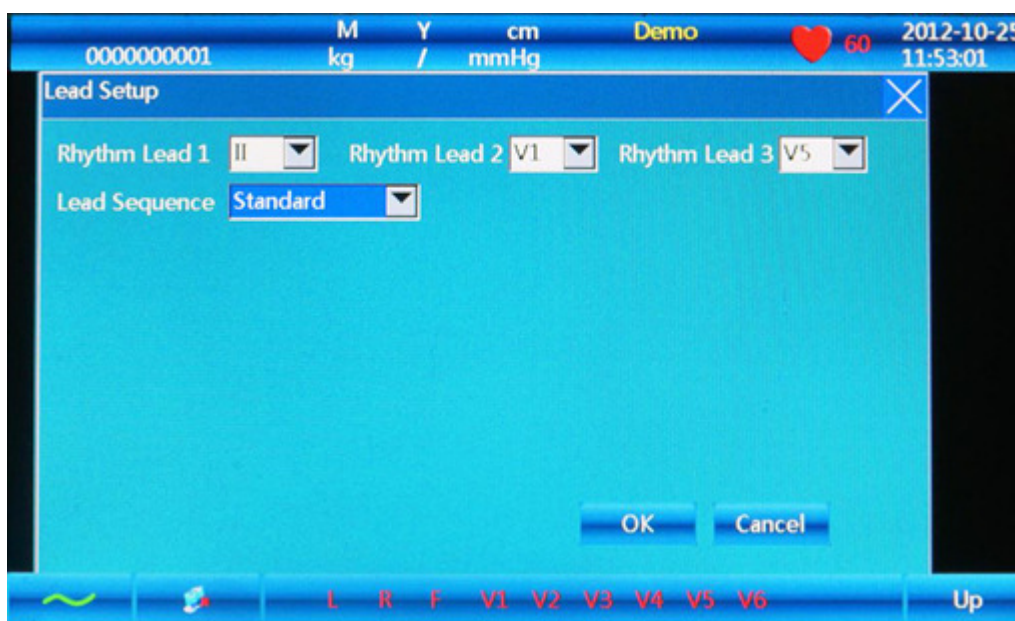 M Y cm Demo 2012-10-25
0000000001 kg / mmHg 60 11:53:01
Lead Setup
Rhythm Lead 1 II Rhythm Lead 2 V1 Rhythm Lead 3 V5
Lead Sequence Standard
OK Cancel
L R F V1 V2 V3 V4 V5 V6 Up